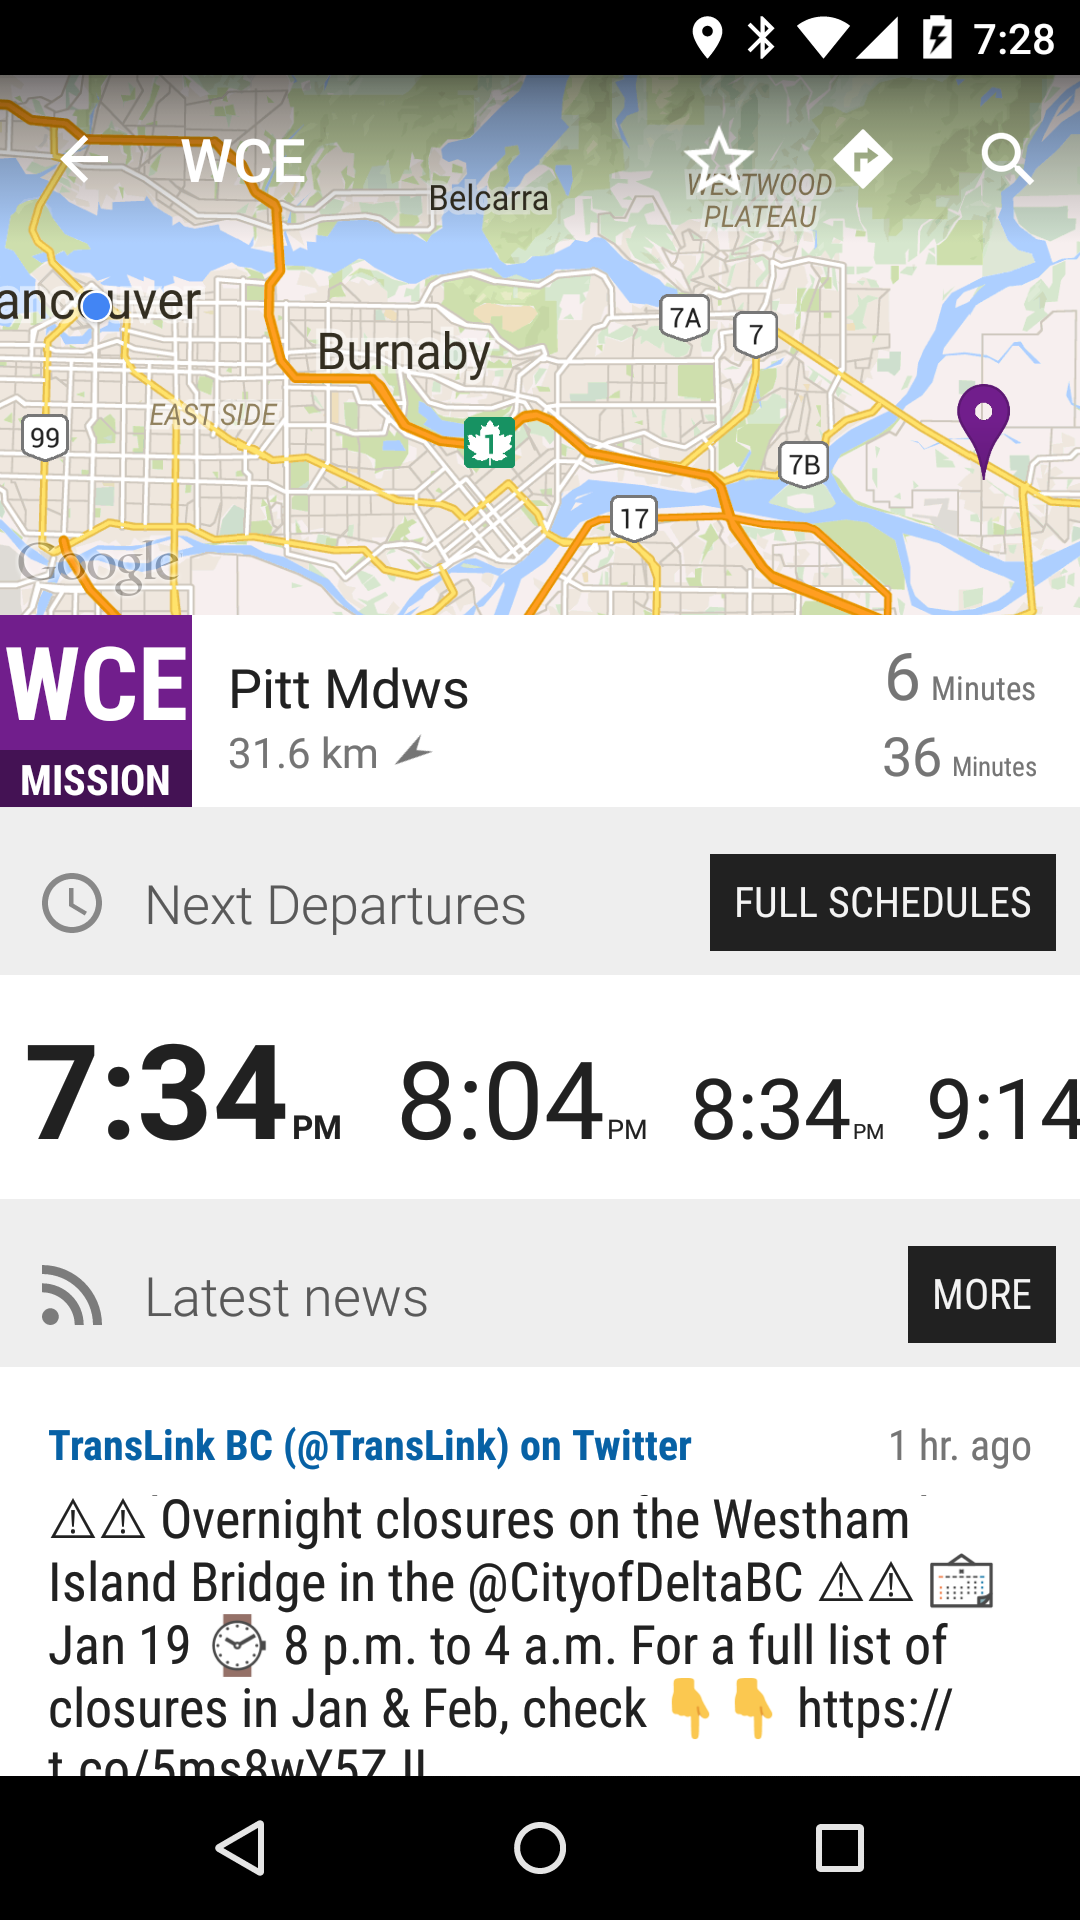 7:28
WCE
Belcarra
WESTWOOD
PLATEAU
ancouver
7A
7
Burnaby
EAST SIDE
99
1
7B
17
Google
WCE
MISSION
Pitt Mdws
31.6 km
6 Minutes
36 Minutes
Next Departures
FULL SCHEDULES
7:34 PM 8:04 PM 8:34 PM 9:14
Latest news
MORE
TransLink BC (@TransLink) on Twitter
1 hr. ago
⚠⚠ Overnight closures on the Westham
Island Bridge in the @CityofDeltaBC ⚠⚠ 🗓
Jan 19 ⌚ 8 p.m. to 4 a.m. For a full list of
closures in Jan & Feb, check 👇👇 https://